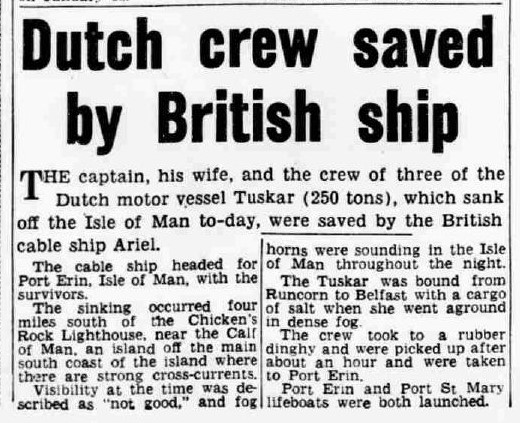 Dutch crew saved
by British ship
THE captain, his wife, and the crew of three of the
Dutch motor vessel Tuskar (250 tons), which sank
off the Isle of Man to-day, were saved by the British
cable ship Ariel.
The cable ship headed for
Port Erin, Isle of Man, with the
survivors.
The sinking occurred four
miles south of the Chicken's
Rock Lighthouse, near the Calf
of Man, an island off the main
south coast of the island where
there are strong cross-currents.
Visibility at the time was de-
scribed as "not good," and fog
horns were sounding in the Isle
of Man throughout the night.
The Tuskar was bound from
Runcorn to Belfast with a cargo
of salt when she went aground
in dense fog.
The crew took to a rubber
dinghy and were picked up after
about an hour and were taken
to Port Erin.
Port Erin and Port St Mary
lifeboats were both launched.